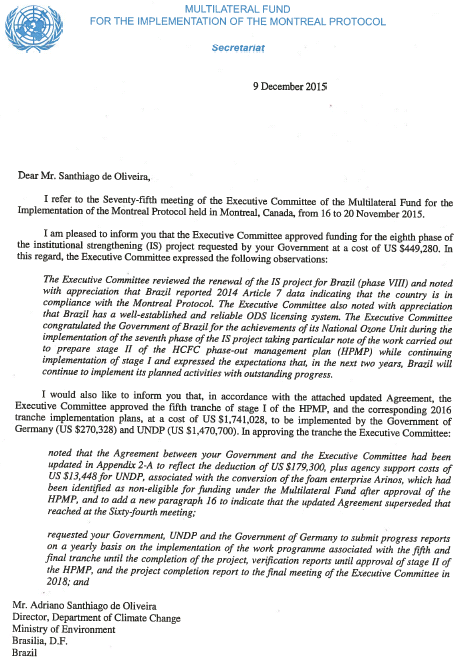 MULTILATERAL FUND
FOR THE IMPLEMENTATION OF THE MONTREAL PROTOCOL
Secretariat
9 December 2015
Dear Mr. Santhiago de Oliveira,
I refer to the Seventy-fifth meeting of the Executive Committee of the Multilateral Fund for the
Implementation of the Montreal Protocol held in Montreal, Canada, from 16 to 20 November 2015.
I am pleased to inform you that the Executive Committee approved funding for the eighth phase of
the institutional strengthening (IS) project requested by your Government at a cost of US $449,280. In
this regard, the Executive Committee expressed the following observations:
The Executive Committee reviewed the renewal of the IS project for Brazil (phase VIII) and noted
with appreciation that Brazil reported 2014 Article 7 data indicating that the country is in
compliance with the Montreal Protocol. The Executive Committee also noted with appreciation
that Brazil has a well-established and reliable ODS licensing system. The Executive Committee
congratulated the Government of Brazil for the achievements of its National Ozone Unit during the
implementation of the seventh phase of the IS project taking particular note of the work carried out
to prepare stage II of the HCFC phase-out management plan (HPMP) while continuing
implementation of stage I and expressed the expectations that, in the next two years, Brazil will
continue to implement its planned activities with outstanding progress.
I would also like to inform you that, in accordance with the attached updated Agreement, the
Executive Committee approved the fifth tranche of stage I of the HPMP, and the corresponding 2016
tranche implementation plans, at a cost of US $1,741,028, to be implemented by the Government of
Germany (US $270,328) and UNDP (US $1,470,700). In approving the tranche the Executive Committee:
noted that the Agreement between your Government and the Executive Committee had been
updated in Appendix 2-A to reflect the deduction of US $179,300, plus agency support costs of
US $13,448 for UNDP, associated with the conversion of the foam enterprise Arinos, which had
been identified as non-eligible for funding under the Multilateral Fund after approval of the
HPMP, and to add a new paragraph 16 to indicate that the updated Agreement superseded that
reached at the Sixty-fourth meeting;
requested your Government, UNDP and the Government of Germany to submit progress reports
on a yearly basis on the implementation of the work programme associated with the fifth and
final tranche until the completion of the project, verification reports until approval of stage II of
the HPMP, and the project completion report to the final meeting of the Executive Committee in
2018; and
Mr. Adriano Santhiago de Oliveira
Director, Department of Climate Change
Ministry of Environment
Brasilia, D.F.
Brazil